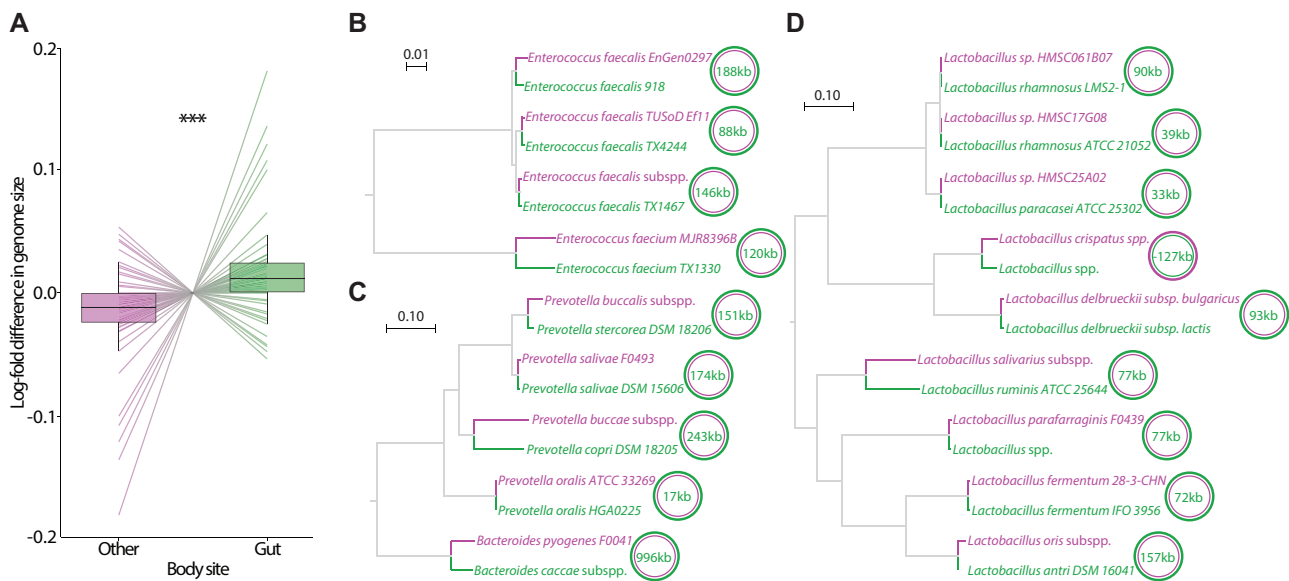 A
0.2
0.1
0.0
-0.1
-0.2
Log-fold difference in genome size
***
Other
Gut
Body site
B
0.01
Enterococcus faecalis EnGen0297
Enterococcus faecalis 918
188kb
Enterococcus faecalis TUSoD Ef11
Enterococcus faecalis TX4244
88kb
Enterococcus faecalis subspp.
Enterococcus faecalis TX1467
146kb
Enterococcus faecium MJR8396B
Enterococcus faecium TX1330
120kb
C
0.10
Prevotella buccalis subspp.
Prevotella stercorea DSM 18206
151kb
Prevotella salivae F0493
Prevotella salivae DSM 15606
174kb
Prevotella buccae subspp.
Prevotella copri DSM 18205
243kb
Prevotella oralis ATCC 33269
Prevotella oralis HGA0225
17kb
Bacteroides pyogenes F0041
Bacteroides caccae subspp.
996kb
D
0.10
Lactobacillus sp. HMSC061B07
Lactobacillus rhamnosus LMS2-1
90kb
Lactobacillus sp. HMSC17G08
Lactobacillus rhamnosus ATCC 21052
39kb
Lactobacillus sp. HMSC25A02
Lactobacillus paracasei ATCC 25302
33kb
Lactobacillus crispatus spp.
Lactobacillus spp.
-127kb
Lactobacillus delbrueckii subsp. bulgaricus
Lactobacillus delbrueckii subsp. lactis
93kb
Lactobacillus salivarius subspp.
Lactobacillus ruminis ATCC 25644
77kb
Lactobacillus parafarraginis F0439
Lactobacillus spp.
77kb
Lactobacillus fermentum 28-3-CHN
Lactobacillus fermentum IFO 3956
72kb
Lactobacillus oris subspp.
Lactobacillus antri DSM 16041
157kb